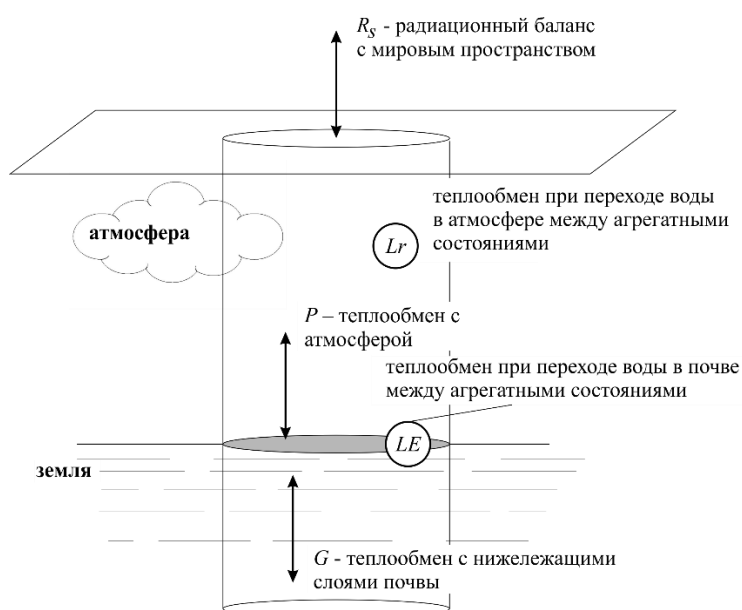 Rs - радиационный баланс
с мировым пространством
теплообмен при переходе воды
в атмосфере между агрегатными
состояниями
атмосфера
Lr
P – теплообмен с
атмосферой
теплообмен при переходе воды в почве
между агрегатными состояниями
LE
земля
G - теплообмен с нижележащими
слоями почвы